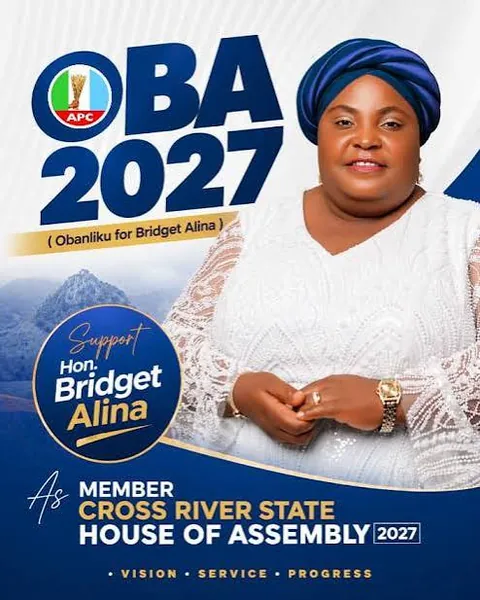 OBA
APC
2027
( Obanliku for Bridget Alina )
Support
Hon.
Bridget
Alina
As MEMBER
CROSS RIVER STATE
HOUSE OF ASSEMBLY 2027
• VISION • SERVICE • PROGRESS